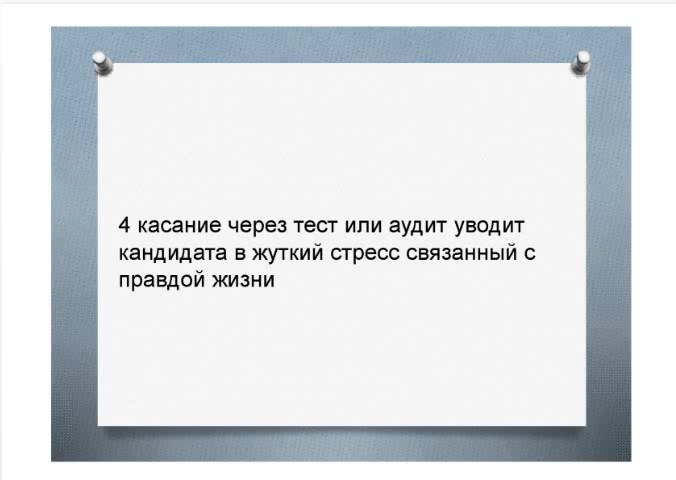 4 касание через тест или аудит уводит
кандидата в жуткий стресс связанный с
правдой жизни